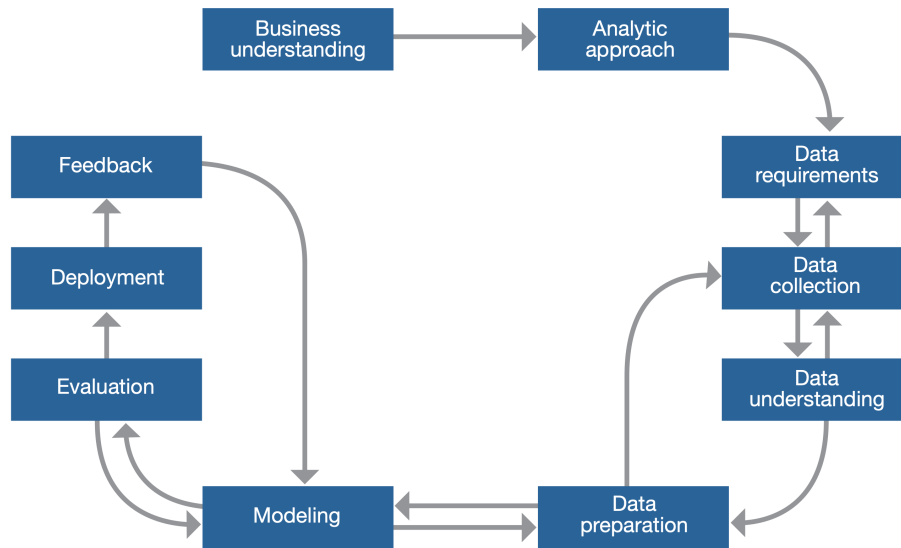 Business
understanding
Analytic
approach
Data
requirements
Data
collection
Data
understanding
Data
preparation
Modeling
Evaluation
Deployment
Feedback